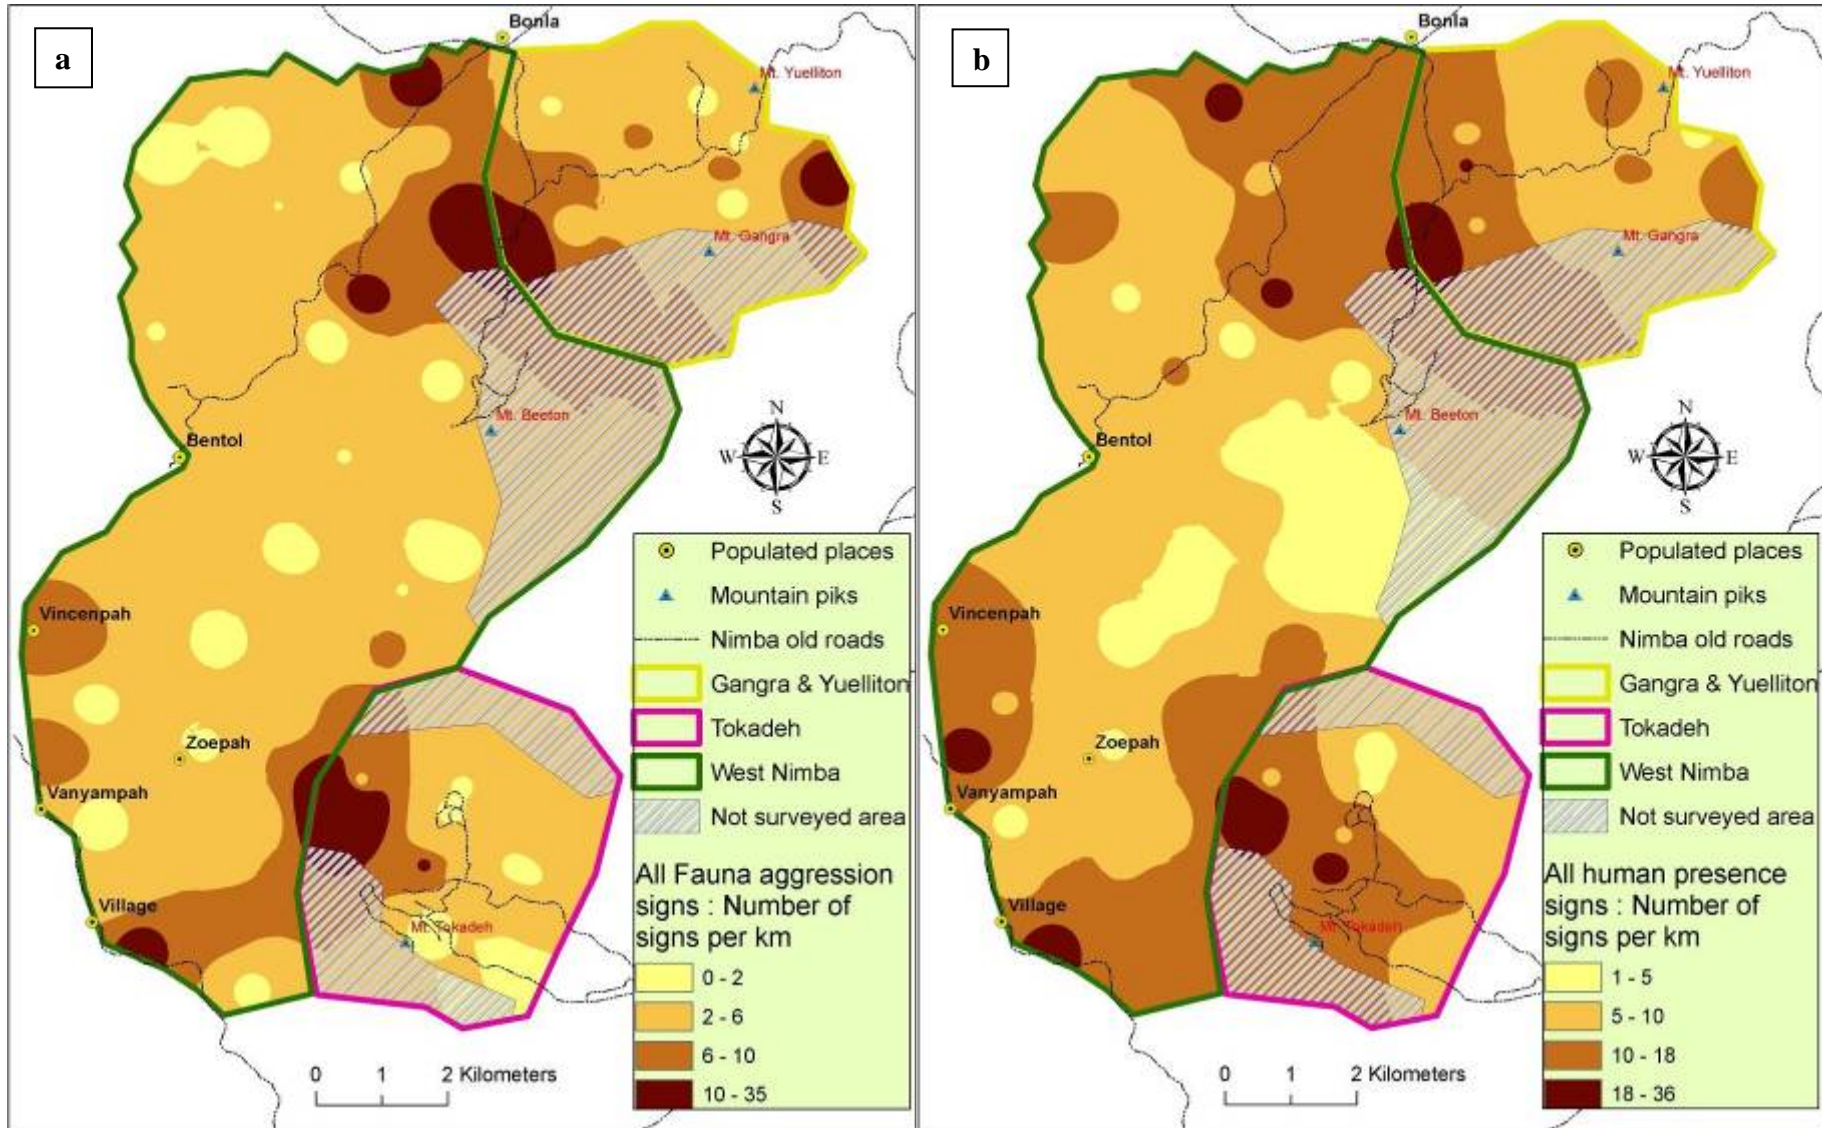 a
Bonla
Mt. Yuelliton
Mt. Gangra
Mt. Beeton
Bentol
N
W E
S
Vincenpah
Zoepah
Vanyampah
Village
Mt. Tokadeh
0 1 2 Kilometers
Populated places
Mountain piks
Nimba old roads
Gangra & Yuelliton
Tokadeh
West Nimba
Not surveyed area
All Fauna aggression
signs : Number of
signs per km
0 - 2
2 - 6
6 - 10
10 - 35
b
Bonla
Mt. Yuelliton
Mt. Gangra
Mt. Beeton
Bentol
N
W E
S
Vincenpah
Zoepah
Vanyampah
Village
Mt. Tokadeh
0 1 2 Kilometers
Populated places
Mountain piks
Nimba old roads
Gangra & Yuelliton
Tokadeh
West Nimba
Not surveyed area
All human presence
signs : Number of
signs per km
1 - 5
5 - 10
10 - 18
18 - 36